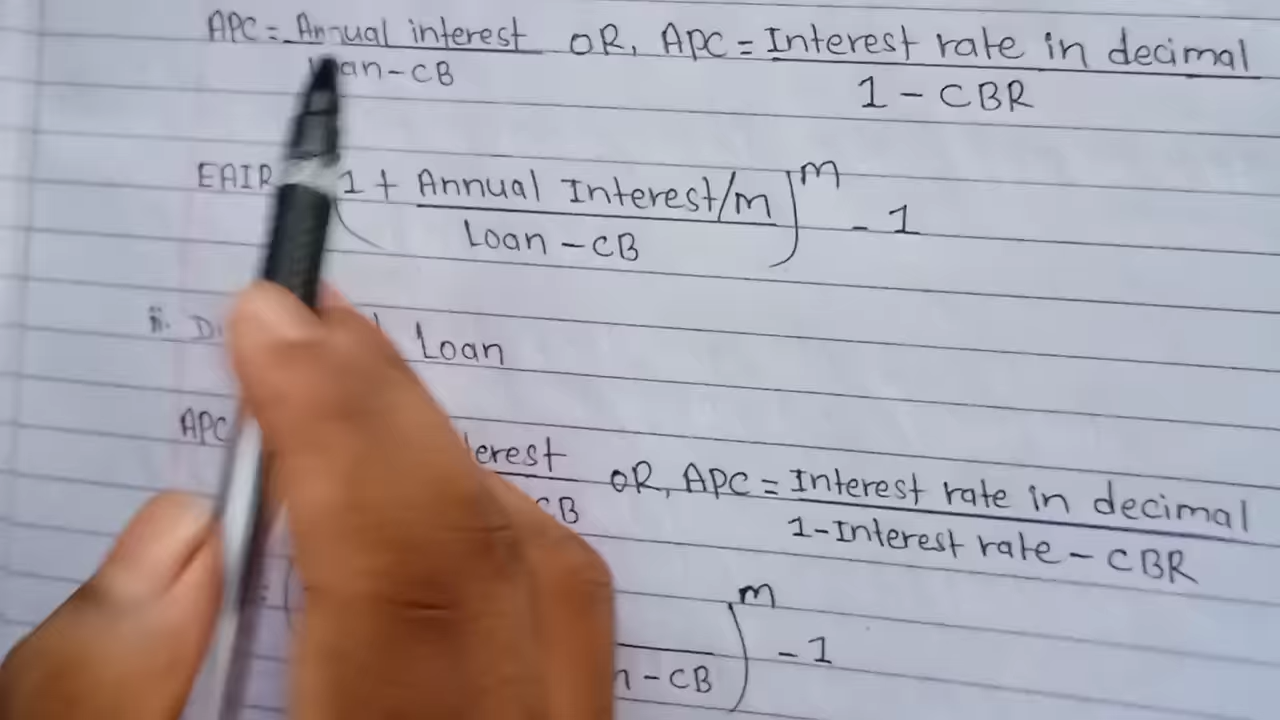 APC = Annual interest OR, APC = Interest rate in decimal
Loan - CB 1 - CBR
EAIR 1 + Annual Interest/m m - 1
Loan - CB
ii. Loan
APC OR, APC = Interest rate in decimal
CB 1 - Interest rate - CBR
= ( ) m - 1
- CB